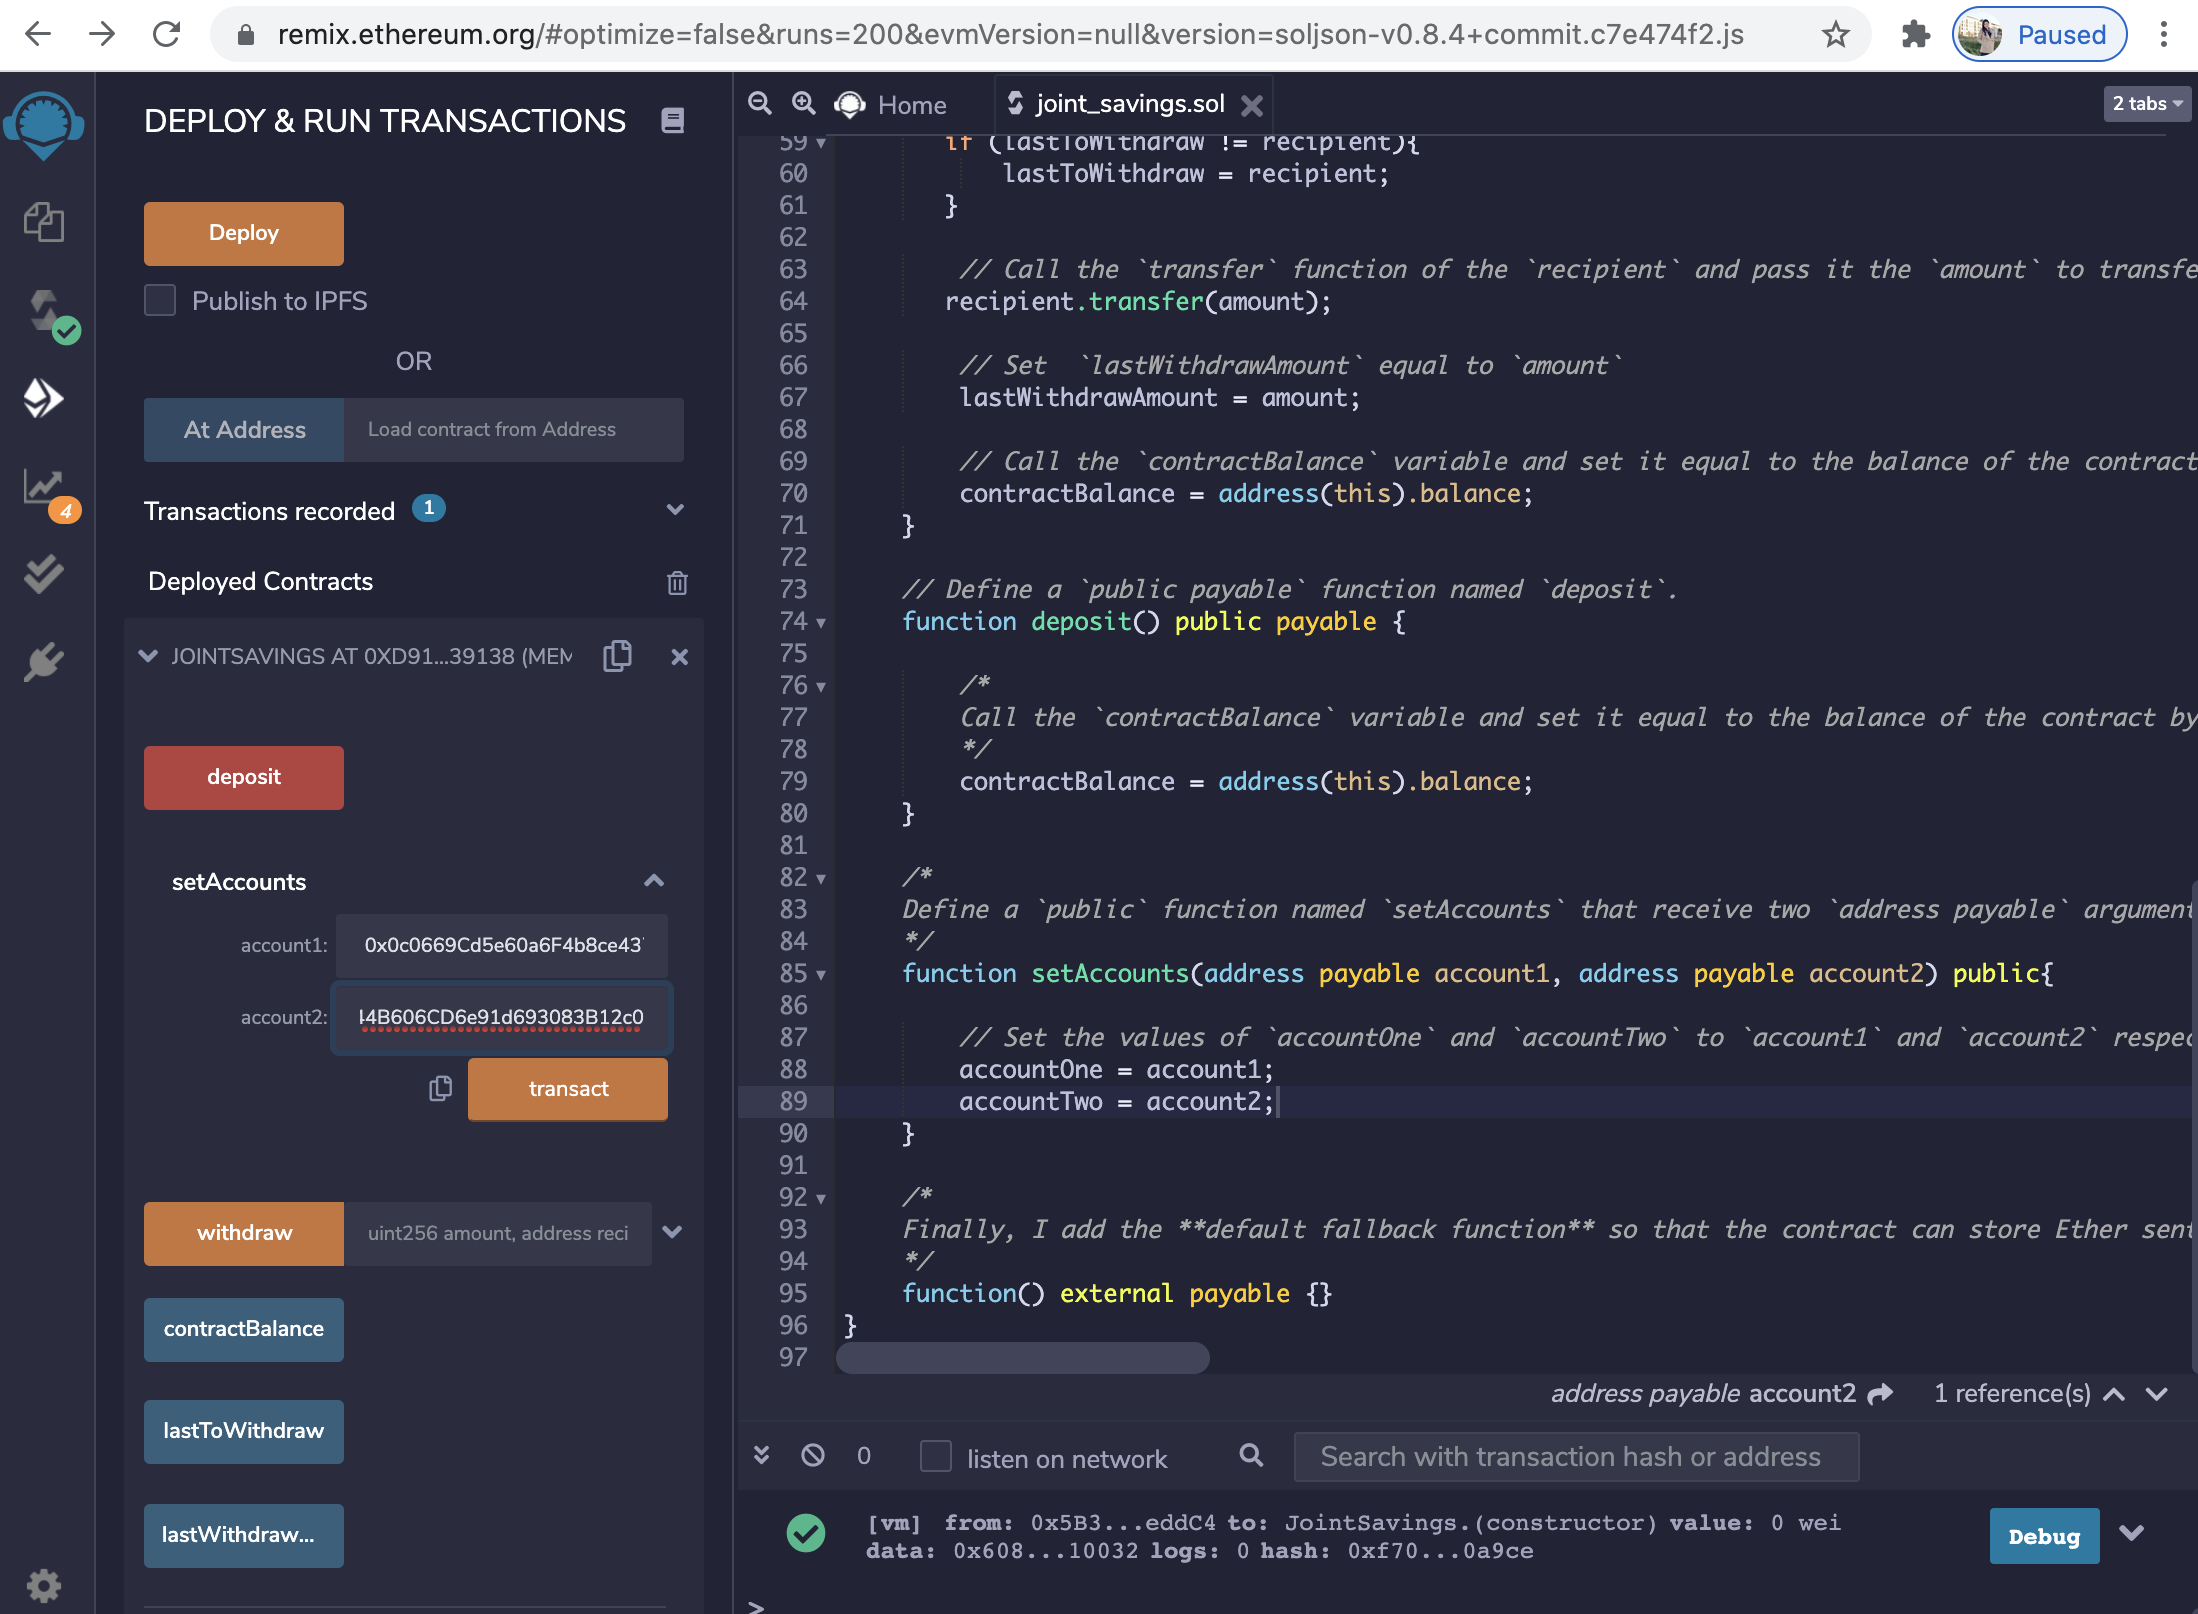 remix.ethereum.org/#optimize=false&runs=200&evmVersion=null&version=soljson-v0.8.4+commit.c7e474f2.js
Paused
DEPLOY & RUN TRANSACTIONS
Deploy
Publish to IPFS
OR
At Address
Load contract from Address
Transactions recorded 1
Deployed Contracts
JOINTSAVINGS AT 0XD91...39138 (MEM
deposit
setAccounts
account1: 0x0c0669Cd5e60a6F4b8ce43
account2: 4B606CD6e91d693083B12c0
transact
withdraw
uint256 amount, address reci
contractBalance
lastToWithdraw
lastWithdraw...
4
Home
joint_savings.sol
2 tabs
59 if (lastToWithdraw != recipient){
60 lastToWithdraw = recipient;
61 }
62
63 // Call the `transfer` function of the `recipient` and pass it the `amount` to transfe
64 recipient.transfer(amount);
65
66 // Set  `lastWithdrawAmount` equal to `amount`
67 lastWithdrawAmount = amount;
68
69 // Call the `contractBalance` variable and set it equal to the balance of the contract
70 contractBalance = address(this).balance;
71 }
72
73 // Define a `public payable` function named `deposit`.
74 function deposit() public payable {
75
76 /*
77 Call the `contractBalance` variable and set it equal to the balance of the contract by
78 */
79 contractBalance = address(this).balance;
80 }
81
82 /*
83 Define a `public` function named `setAccounts` that receive two `address payable` argument
84 */
85 function setAccounts(address payable account1, address payable account2) public{
86
87 // Set the values of `accountOne` and `accountTwo` to `account1` and `account2` respec
88 accountOne = account1;
89 accountTwo = account2;
90 }
91
92 /*
93 Finally, I add the **default fallback function** so that the contract can store Ether sent
94 */
95 function() external payable {}
96 }
97
address payable account2 1 reference(s)
0
listen on network
Search with transaction hash or address
[vm] from: 0x5B3...eddC4 to: JointSavings.(constructor) value: 0 wei
data: 0x608...10032 logs: 0 hash: 0xf70...0a9ce
Debug
>